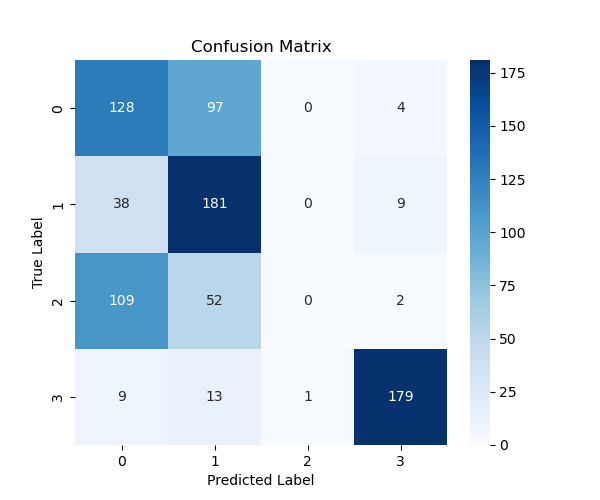 Confusion Matrix
True Label
0 128 97 0 4
1 38 181 0 9
2 109 52 0 2
3 9 13 1 179
0 1 2 3
Predicted Label
175
150
125
100
75
50
25
0